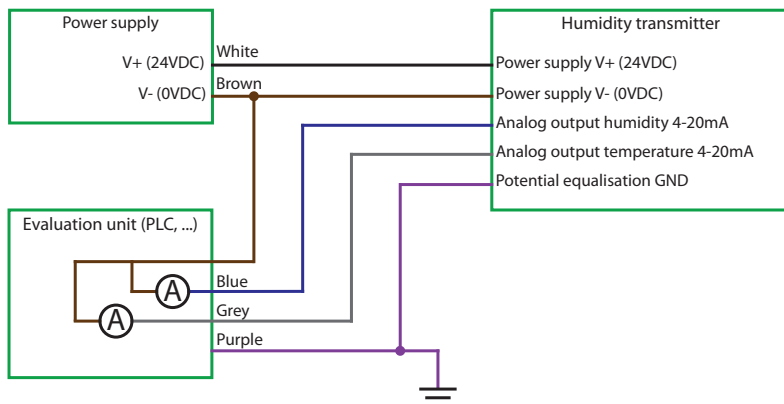 Power supply
V+ (24VDC)
V- (0VDC)
White
Brown
Humidity transmitter
Power supply V+ (24VDC)
Power supply V- (0VDC)
Analog output humidity 4-20mA
Analog output temperature 4-20mA
Potential equalisation GND
Evaluation unit (PLC, ...)
A
Blue
A
Grey
Purple